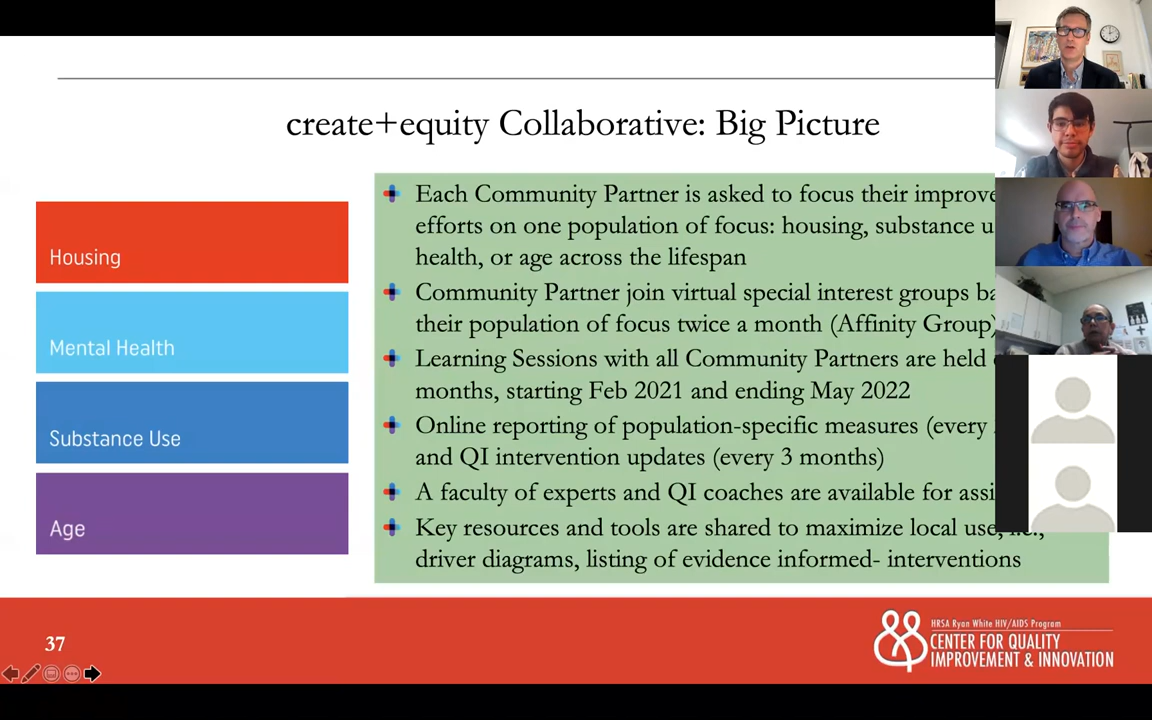 create+equity Collaborative: Big Picture
Housing
Mental Health
Substance Use
Age
Each Community Partner is asked to focus their
efforts on one population of focus: housing, substance
health, or age across the lifespan
Community Partner join virtual special interest groups
their population of focus twice a month (Affinity Group)
Learning Sessions with all Community Partners are held
months, starting Feb 2021 and ending May 2022
Online reporting of population-specific measures (every
and QI intervention updates (every 3 months)
A faculty of experts and QI coaches are available for
Key resources and tools are shared to maximize local use, i.e.,
driver diagrams, listing of evidence informed- interventions
37
HRSA Ryan White HIV/AIDS Program
CENTER FOR QUALITY
IMPROVEMENT & INNOVATION